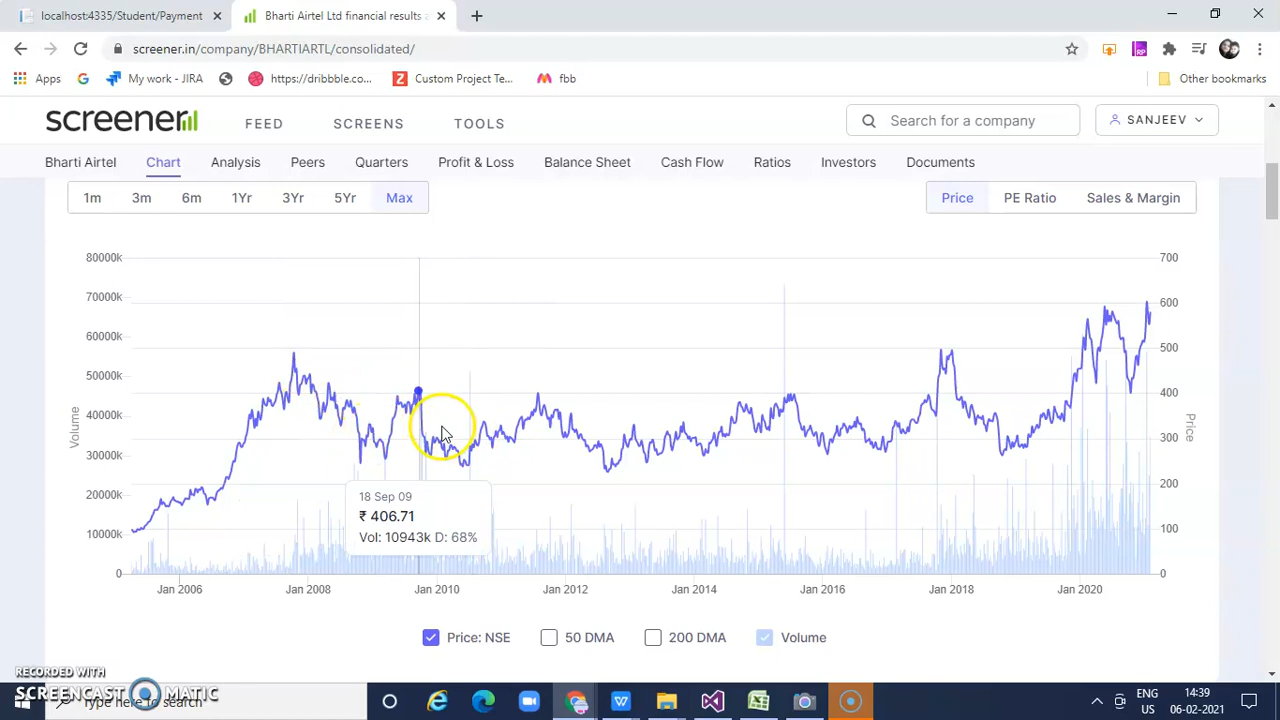 localhost:4335/Student/Payment
Bharti Airtel Ltd financial results a
screener.in/company/BHARTIARTL/consolidated/
Apps
My work - JIRA
https://dribbble.co...
Custom Project Te...
fbb
Other bookmarks
screener
FEED
SCREENS
TOOLS
Search for a company
SANJEEV
Bharti Airtel
Chart
Analysis
Peers
Quarters
Profit & Loss
Balance Sheet
Cash Flow
Ratios
Investors
Documents
1m
3m
6m
1Yr
3Yr
5Yr
Max
Price
PE Ratio
Sales & Margin
80000k
70000k
60000k
50000k
40000k
30000k
20000k
10000k
0
Volume
700
600
500
400
300
200
100
0
Price
18 Sep 09
₹ 406.71
Vol: 10943k D: 68%
Jan 2006
Jan 2008
Jan 2010
Jan 2012
Jan 2014
Jan 2016
Jan 2018
Jan 2020
Price: NSE
50 DMA
200 DMA
Volume
RECORDED WITH
SCREENCAST MATIC
Type here to search
ENG
US
14:39
06-02-2021